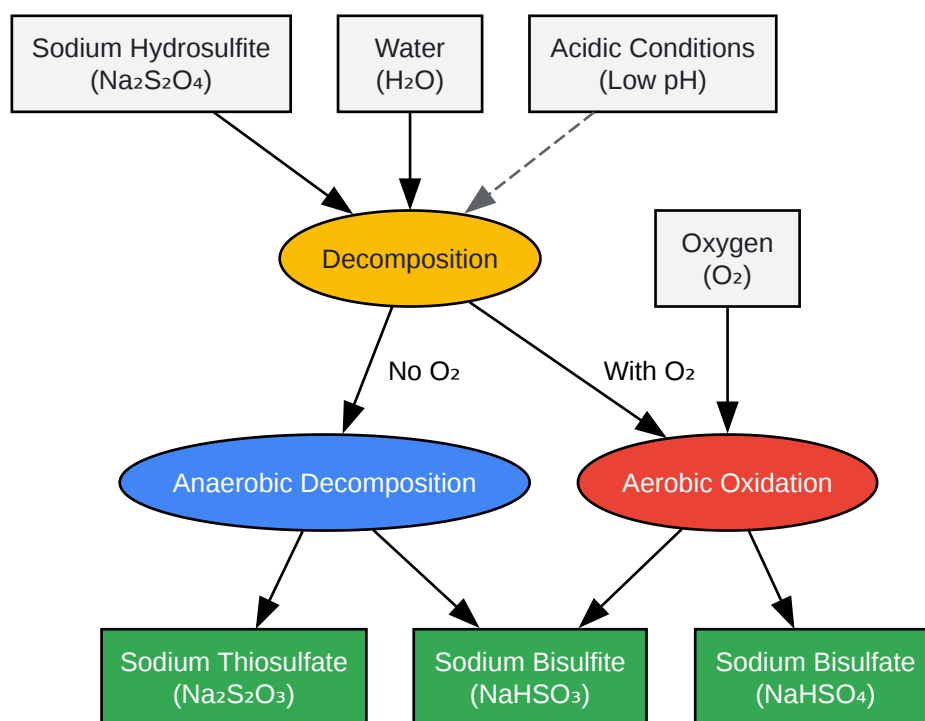 Sodium Hydrosulfite
(Na₂S₂O₄)
Water
(H₂O)
Acidic Conditions
(Low pH)
Decomposition
Oxygen
(O₂)
No O₂
With O₂
Anaerobic Decomposition
Aerobic Oxidation
Sodium Thiosulfate
(Na₂S₂O₃)
Sodium Bisulfite
(NaHSO₃)
Sodium Bisulfate
(NaHSO₄)